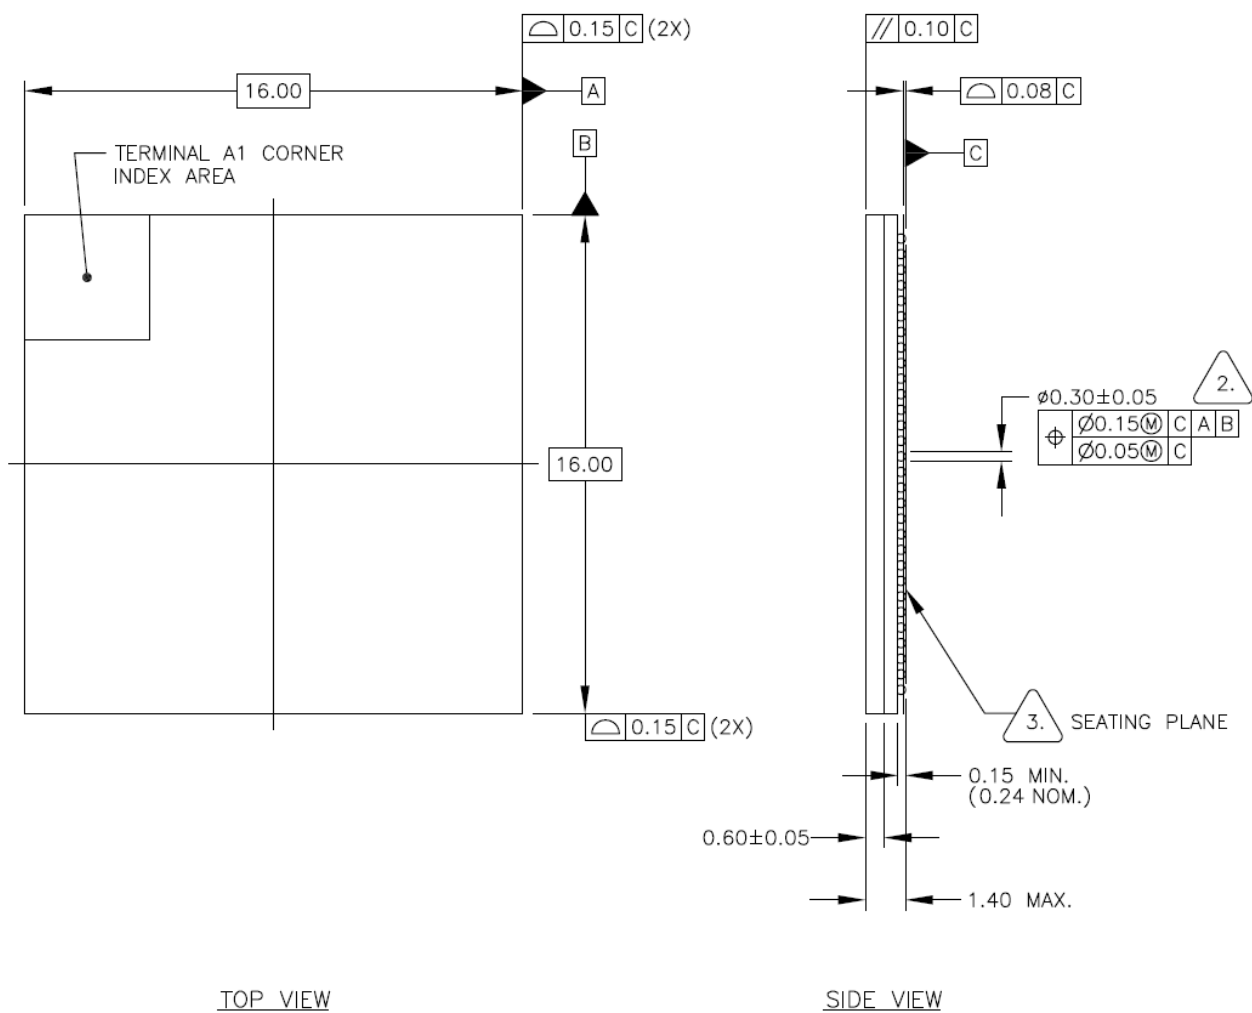 ⌓ 0.15 C (2X)
// 0.10 C
16.00
A
⌓ 0.08 C
B
C
TERMINAL A1 CORNER
INDEX AREA
2.
ø0.30±0.05
⌖ Ø0.15Ⓜ C A B
Ø0.05Ⓜ C
16.00
⌓ 0.15 C (2X)
3. SEATING PLANE
0.15 MIN.
(0.24 NOM.)
0.60±0.05
1.40 MAX.
TOP VIEW
SIDE VIEW